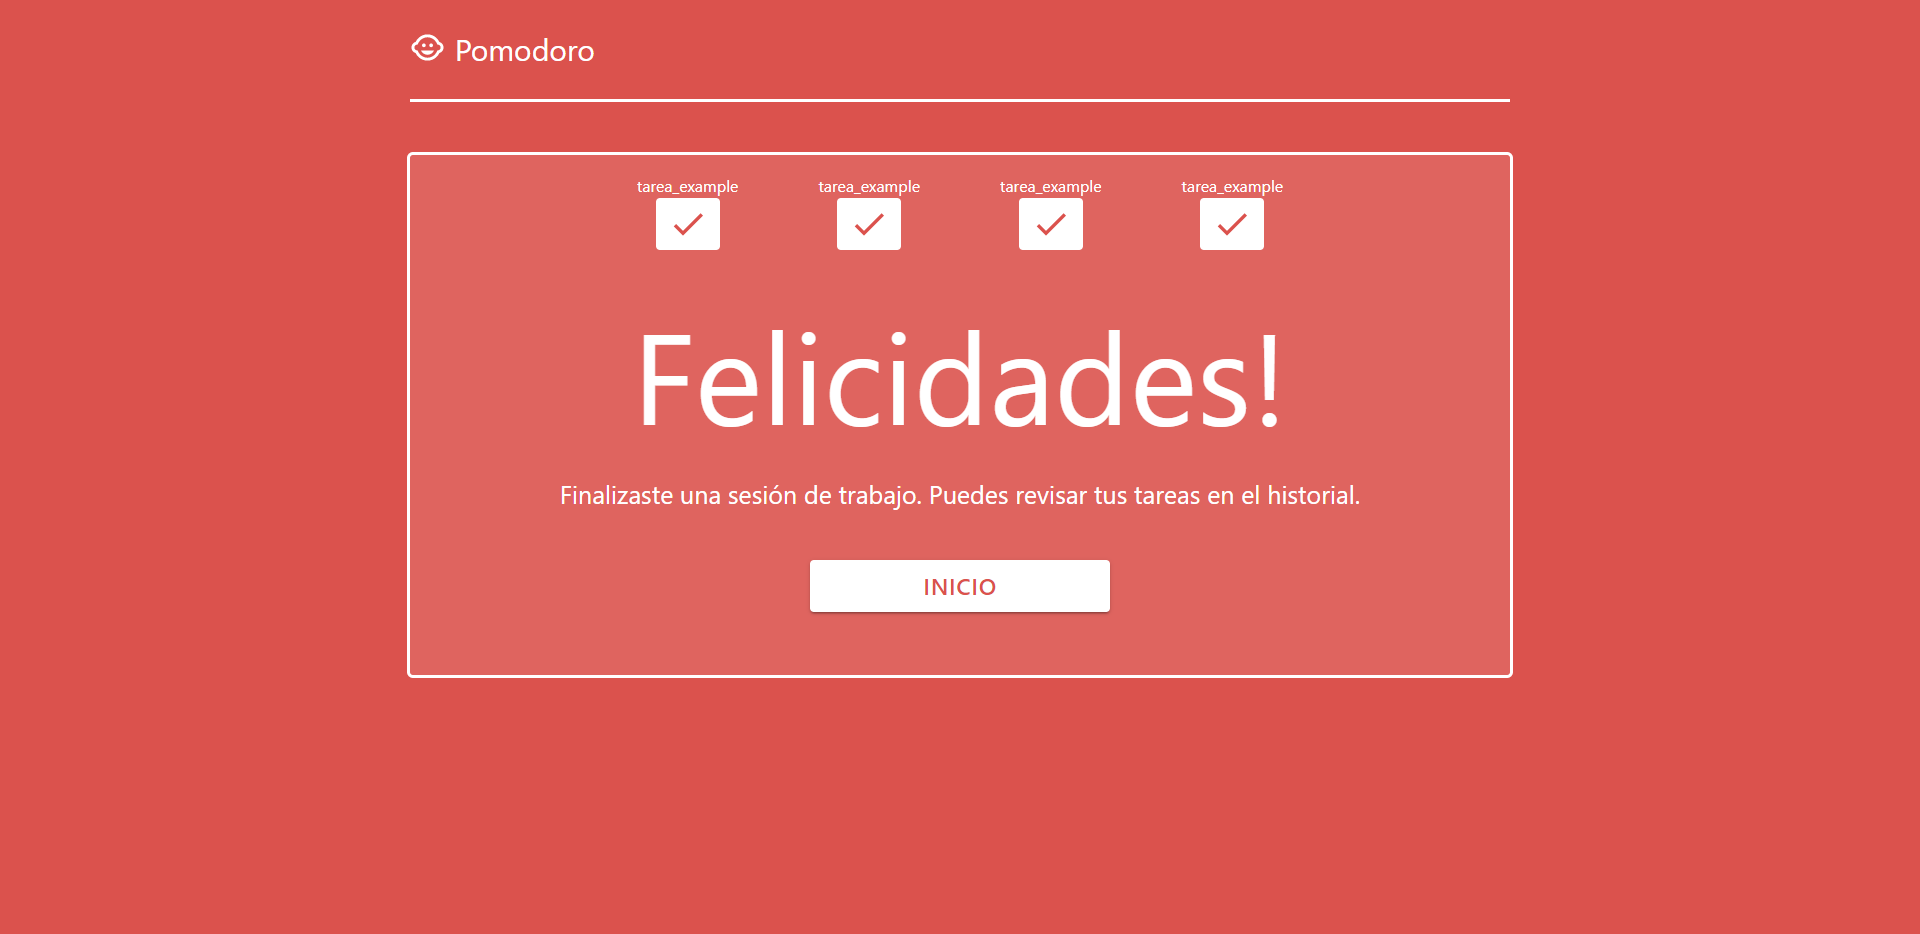 Pomodoro
tarea_example tarea_example tarea_example tarea_example
Felicidades!
Finalizaste una sesión de trabajo. Puedes revisar tus tareas en el historial.
INICIO